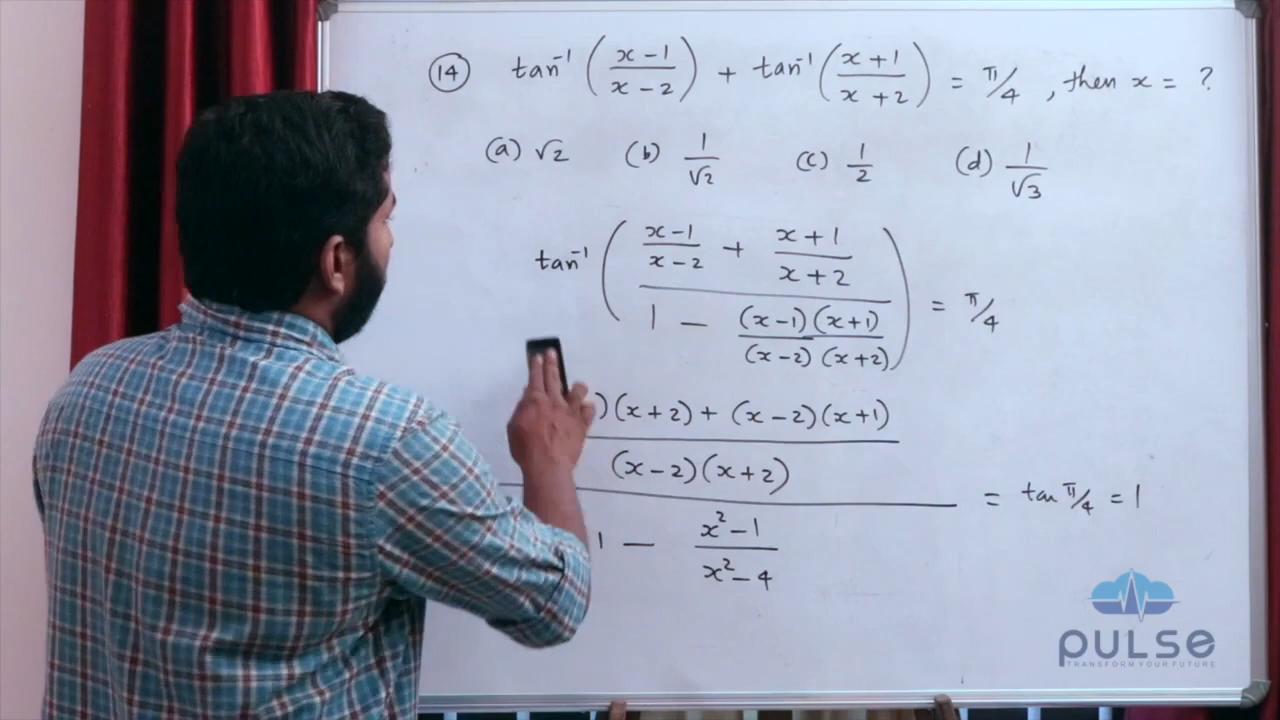 (14) tan⁻¹ ((x-1)/(x-2)) + tan⁻¹ ((x+1)/(x+2)) = π/4 , then x = ?
(a) √2 (b) 1/√2 (c) 1/2 (d) 1/√3
tan⁻¹ (((x-1)/(x-2) + (x+1)/(x+2)) / (1 - ((x-1)(x+1))/((x-2)(x+2)))) = π/4
)(x+2) + (x-2)(x+1)
(x-2)(x+2)
= tan π/4 = 1
1 - (x²-1)/(x²-4)
PULSE
TRANSFORM YOUR FUTURE